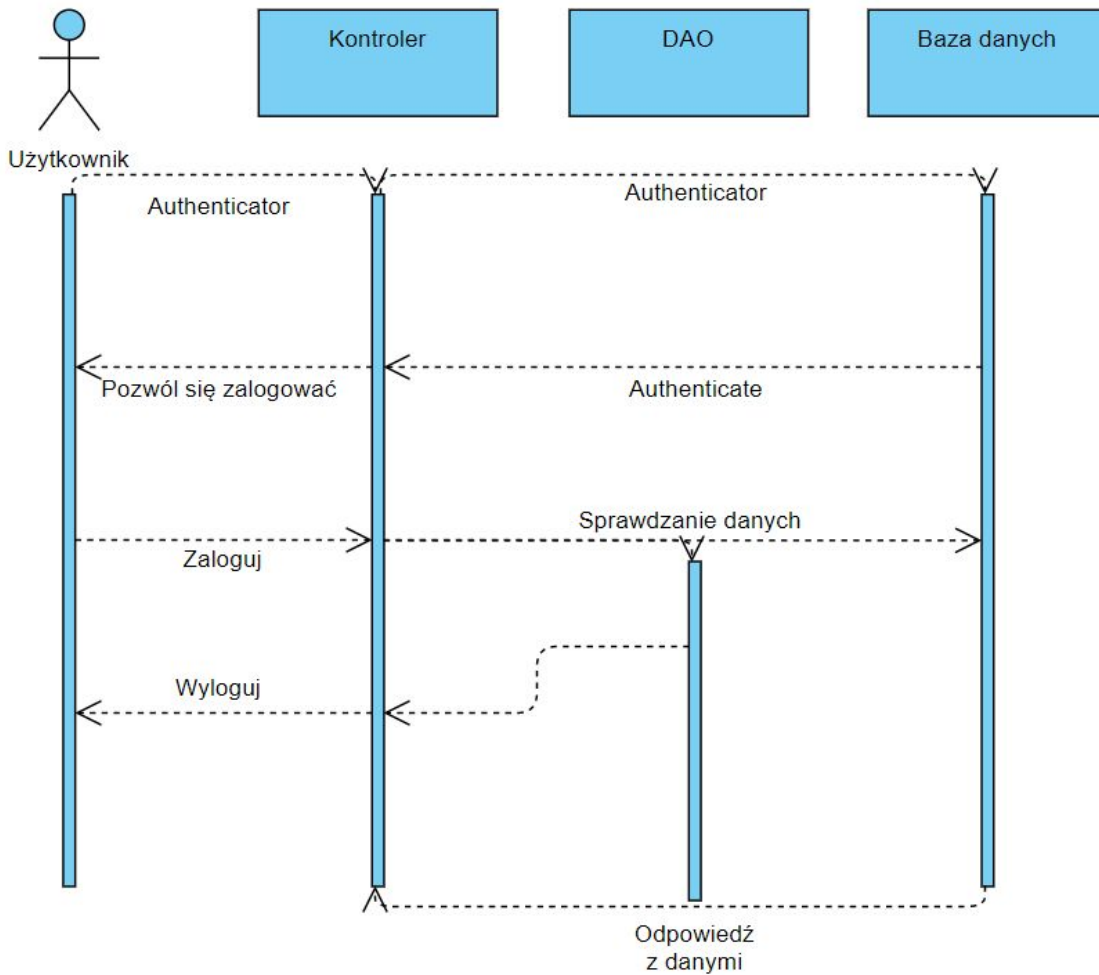 Kontroler
DAO
Baza danych
Użytkownik
Authenticator
Authenticator
Pozwól się zalogować
Authenticate
Sprawdzanie danych
Zaloguj
Wyloguj
Odpowiedź
z danymi